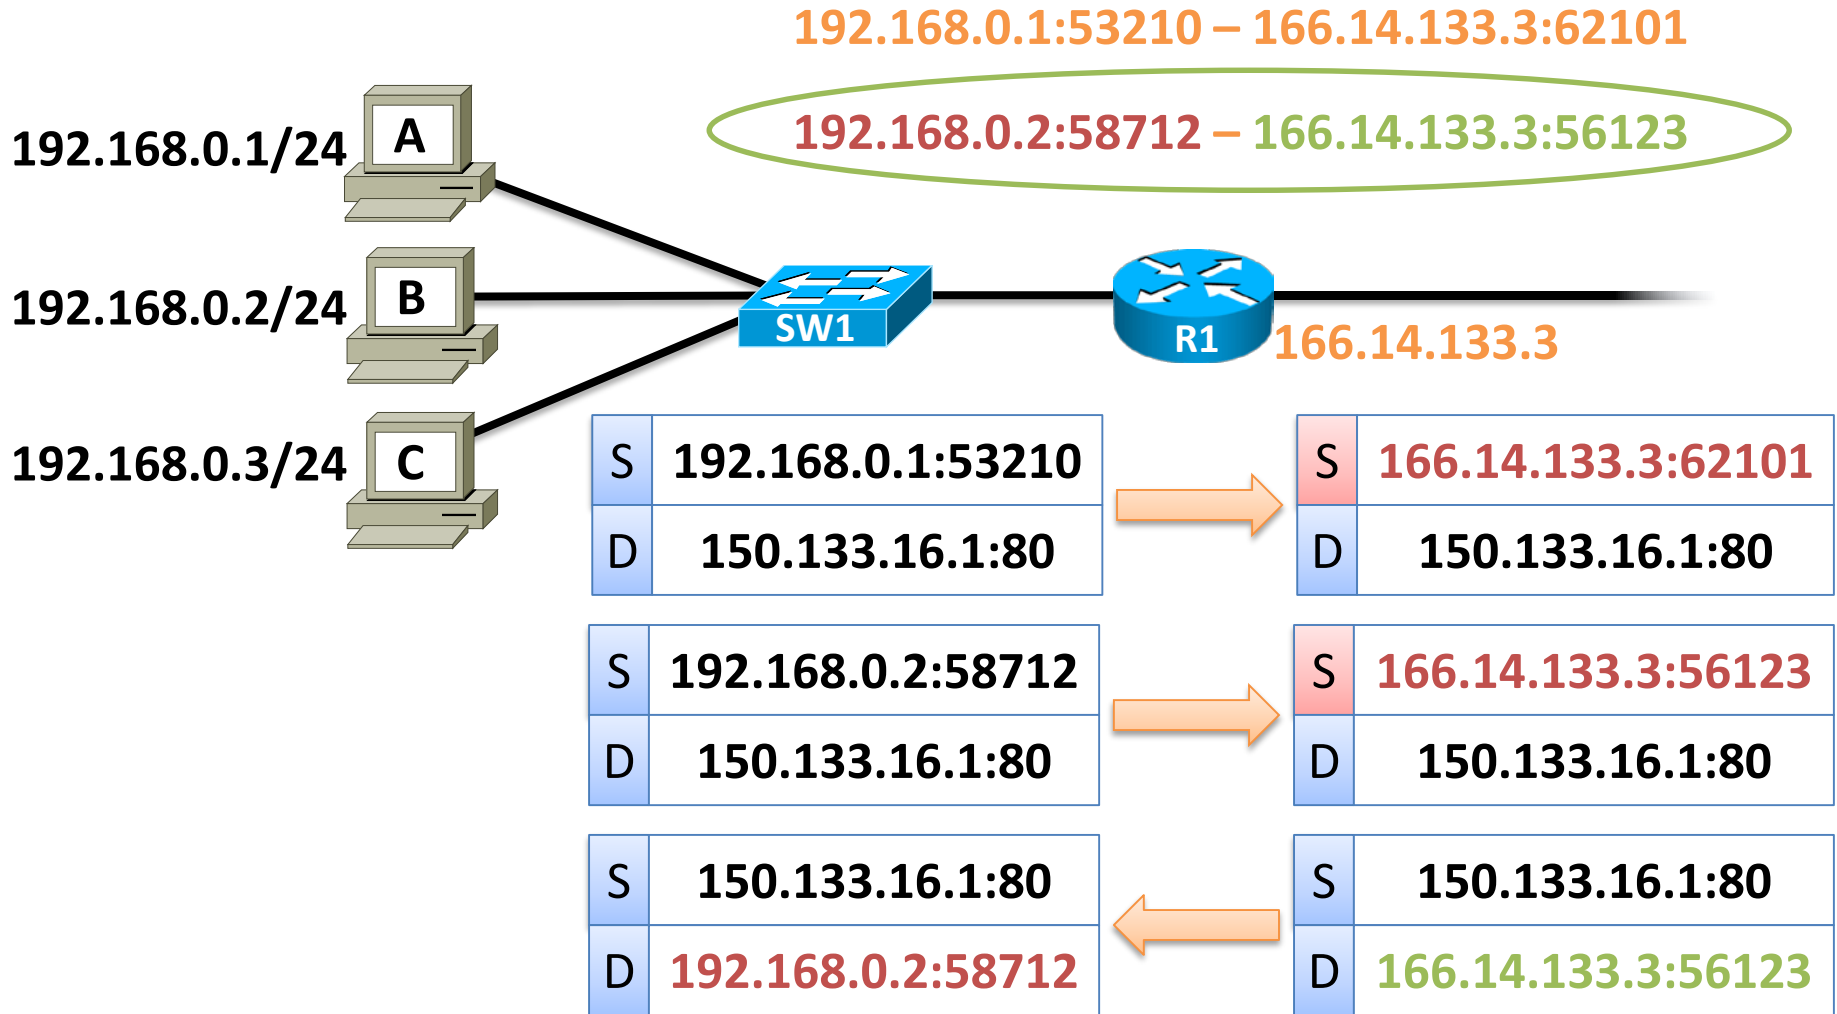 192.168.0.1:53210 – 166.14.133.3:62101
192.168.0.2:58712 – 166.14.133.3:56123
192.168.0.1/24
A
192.168.0.2/24
B
192.168.0.3/24
C
SW1
R1
166.14.133.3
S 192.168.0.1:53210
D 150.133.16.1:80
S 166.14.133.3:62101
D 150.133.16.1:80
S 192.168.0.2:58712
D 150.133.16.1:80
S 166.14.133.3:56123
D 150.133.16.1:80
S 150.133.16.1:80
D 192.168.0.2:58712
S 150.133.16.1:80
D 166.14.133.3:56123